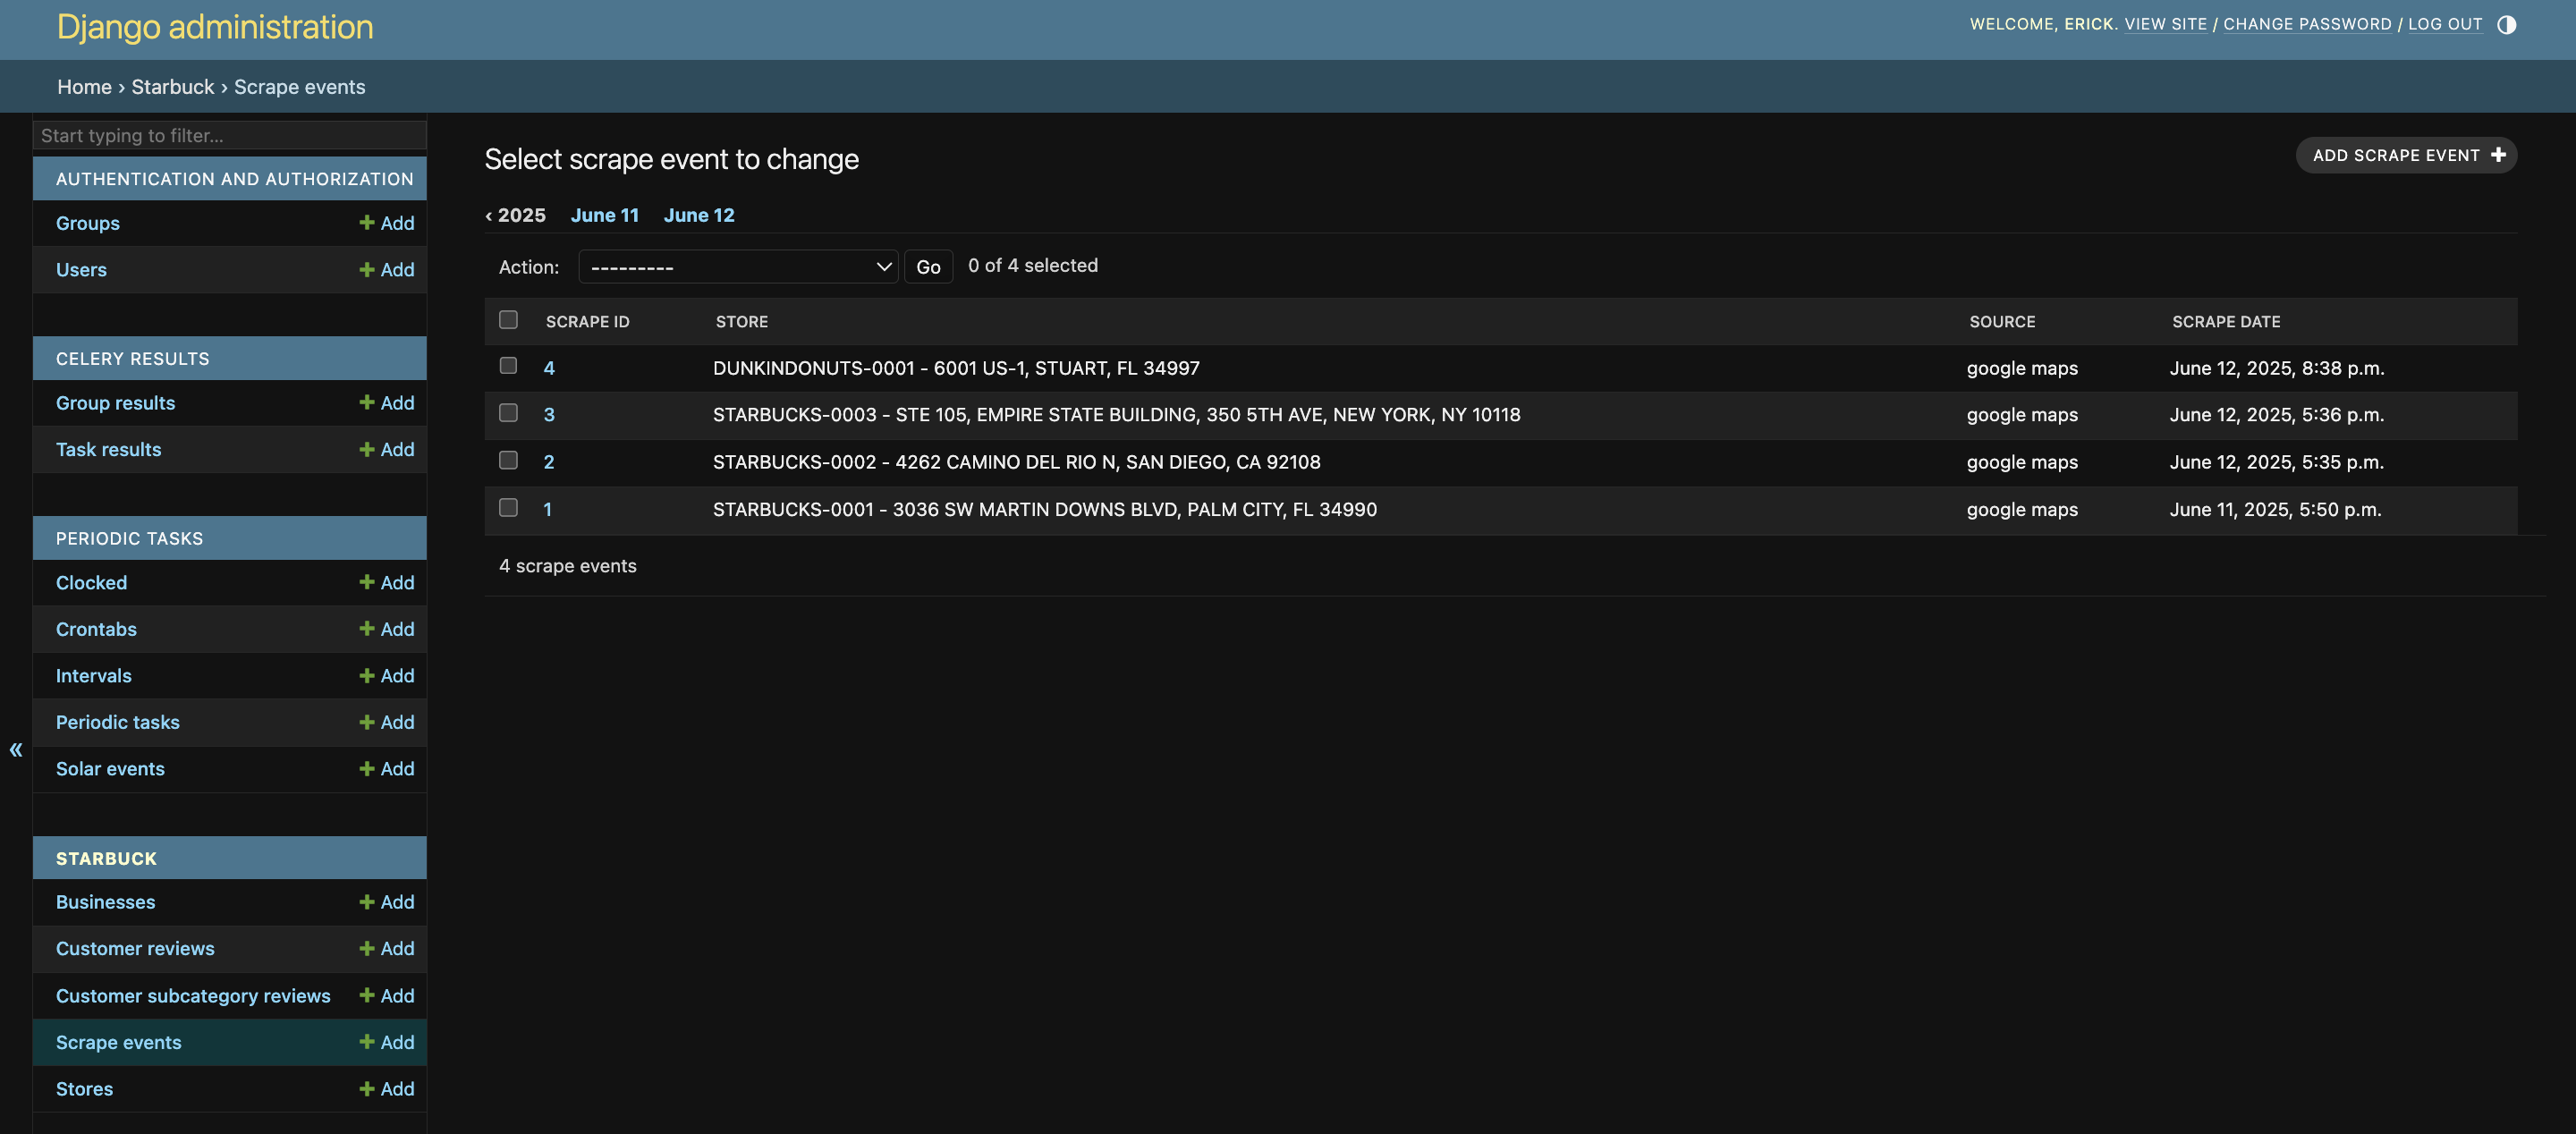 Django administration
WELCOME, ERICK. VIEW SITE / CHANGE PASSWORD / LOG OUT
Home › Starbuck › Scrape events
Start typing to filter...
AUTHENTICATION AND AUTHORIZATION
Groups + Add
Users + Add
CELERY RESULTS
Group results + Add
Task results + Add
PERIODIC TASKS
Clocked + Add
Crontabs + Add
Intervals + Add
Periodic tasks + Add
Solar events + Add
«
STARBUCK
Businesses + Add
Customer reviews + Add
Customer subcategory reviews + Add
Scrape events + Add
Stores + Add
Select scrape event to change
ADD SCRAPE EVENT +
‹ 2025 June 11 June 12
Action: --------- Go 0 of 4 selected
SCRAPE ID STORE SOURCE SCRAPE DATE
4 DUNKINDONUTS-0001 - 6001 US-1, STUART, FL 34997 google maps June 12, 2025, 8:38 p.m.
3 STARBUCKS-0003 - STE 105, EMPIRE STATE BUILDING, 350 5TH AVE, NEW YORK, NY 10118 google maps June 12, 2025, 5:36 p.m.
2 STARBUCKS-0002 - 4262 CAMINO DEL RIO N, SAN DIEGO, CA 92108 google maps June 12, 2025, 5:35 p.m.
1 STARBUCKS-0001 - 3036 SW MARTIN DOWNS BLVD, PALM CITY, FL 34990 google maps June 11, 2025, 5:50 p.m.
4 scrape events